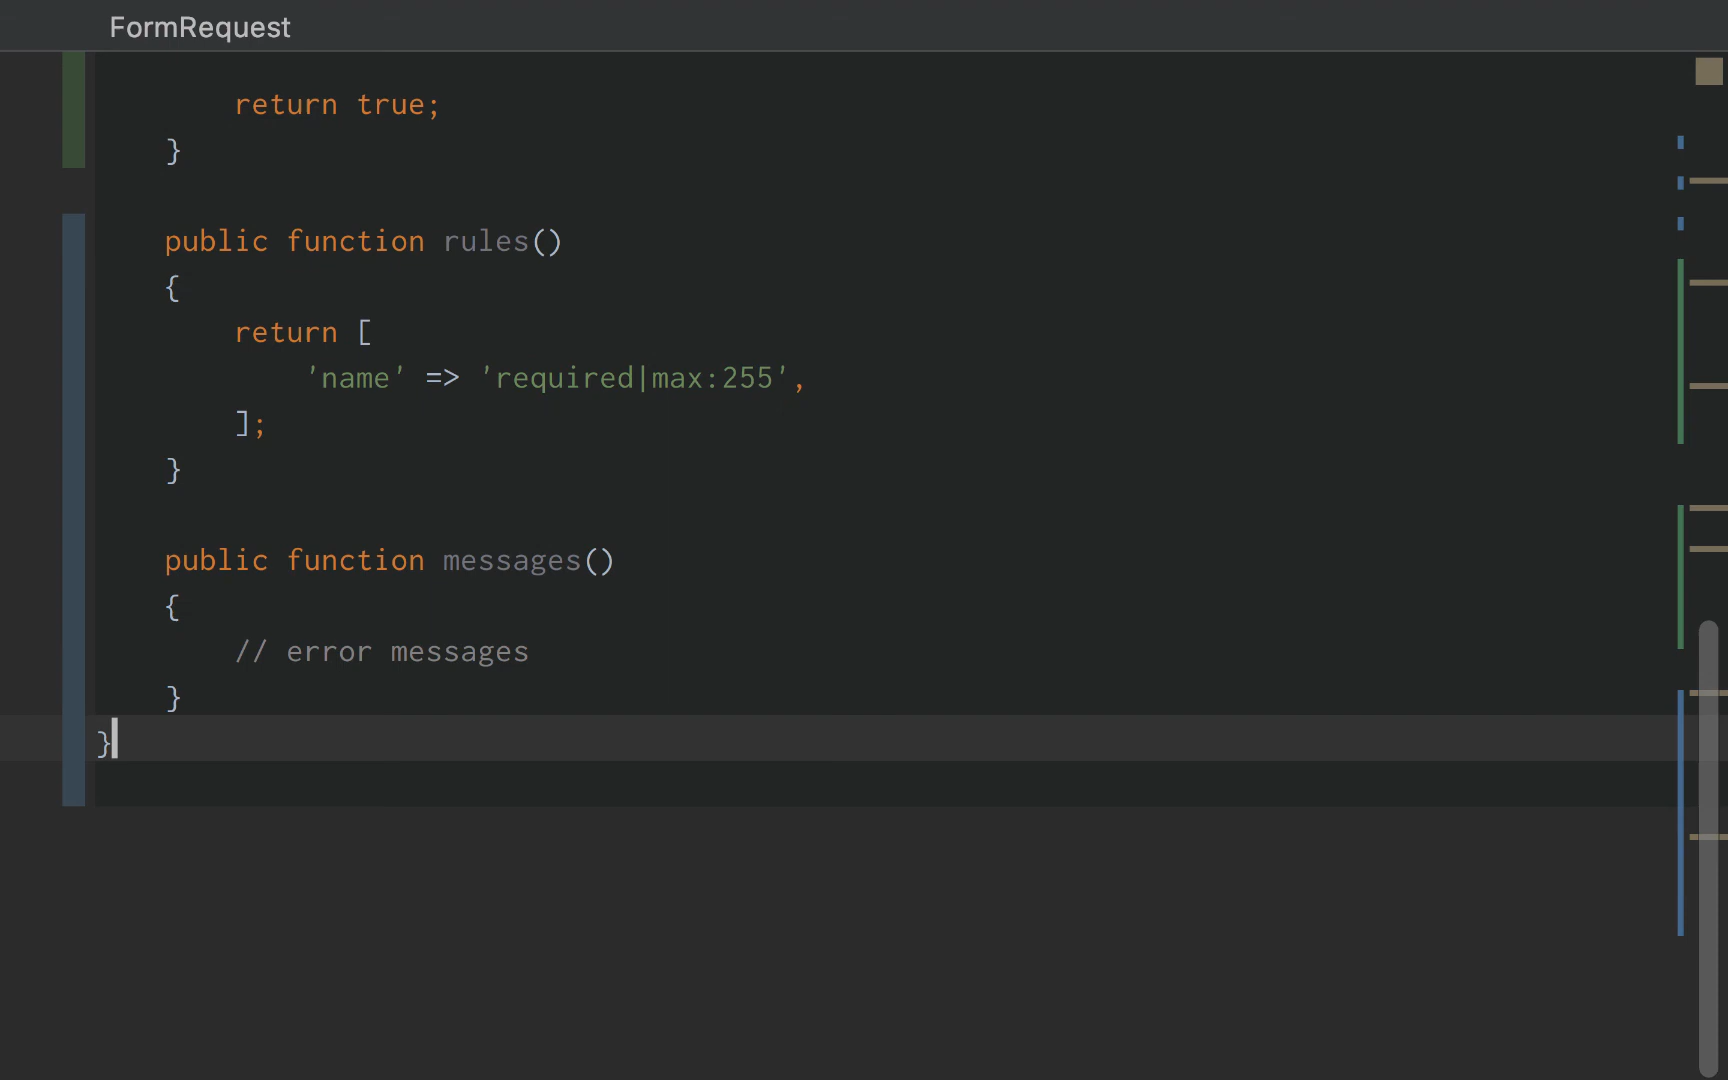 FormRequest
return true;
}
public function rules()
{
return [
'name' => 'required|max:255',
];
}
public function messages()
{
// error messages
}
}